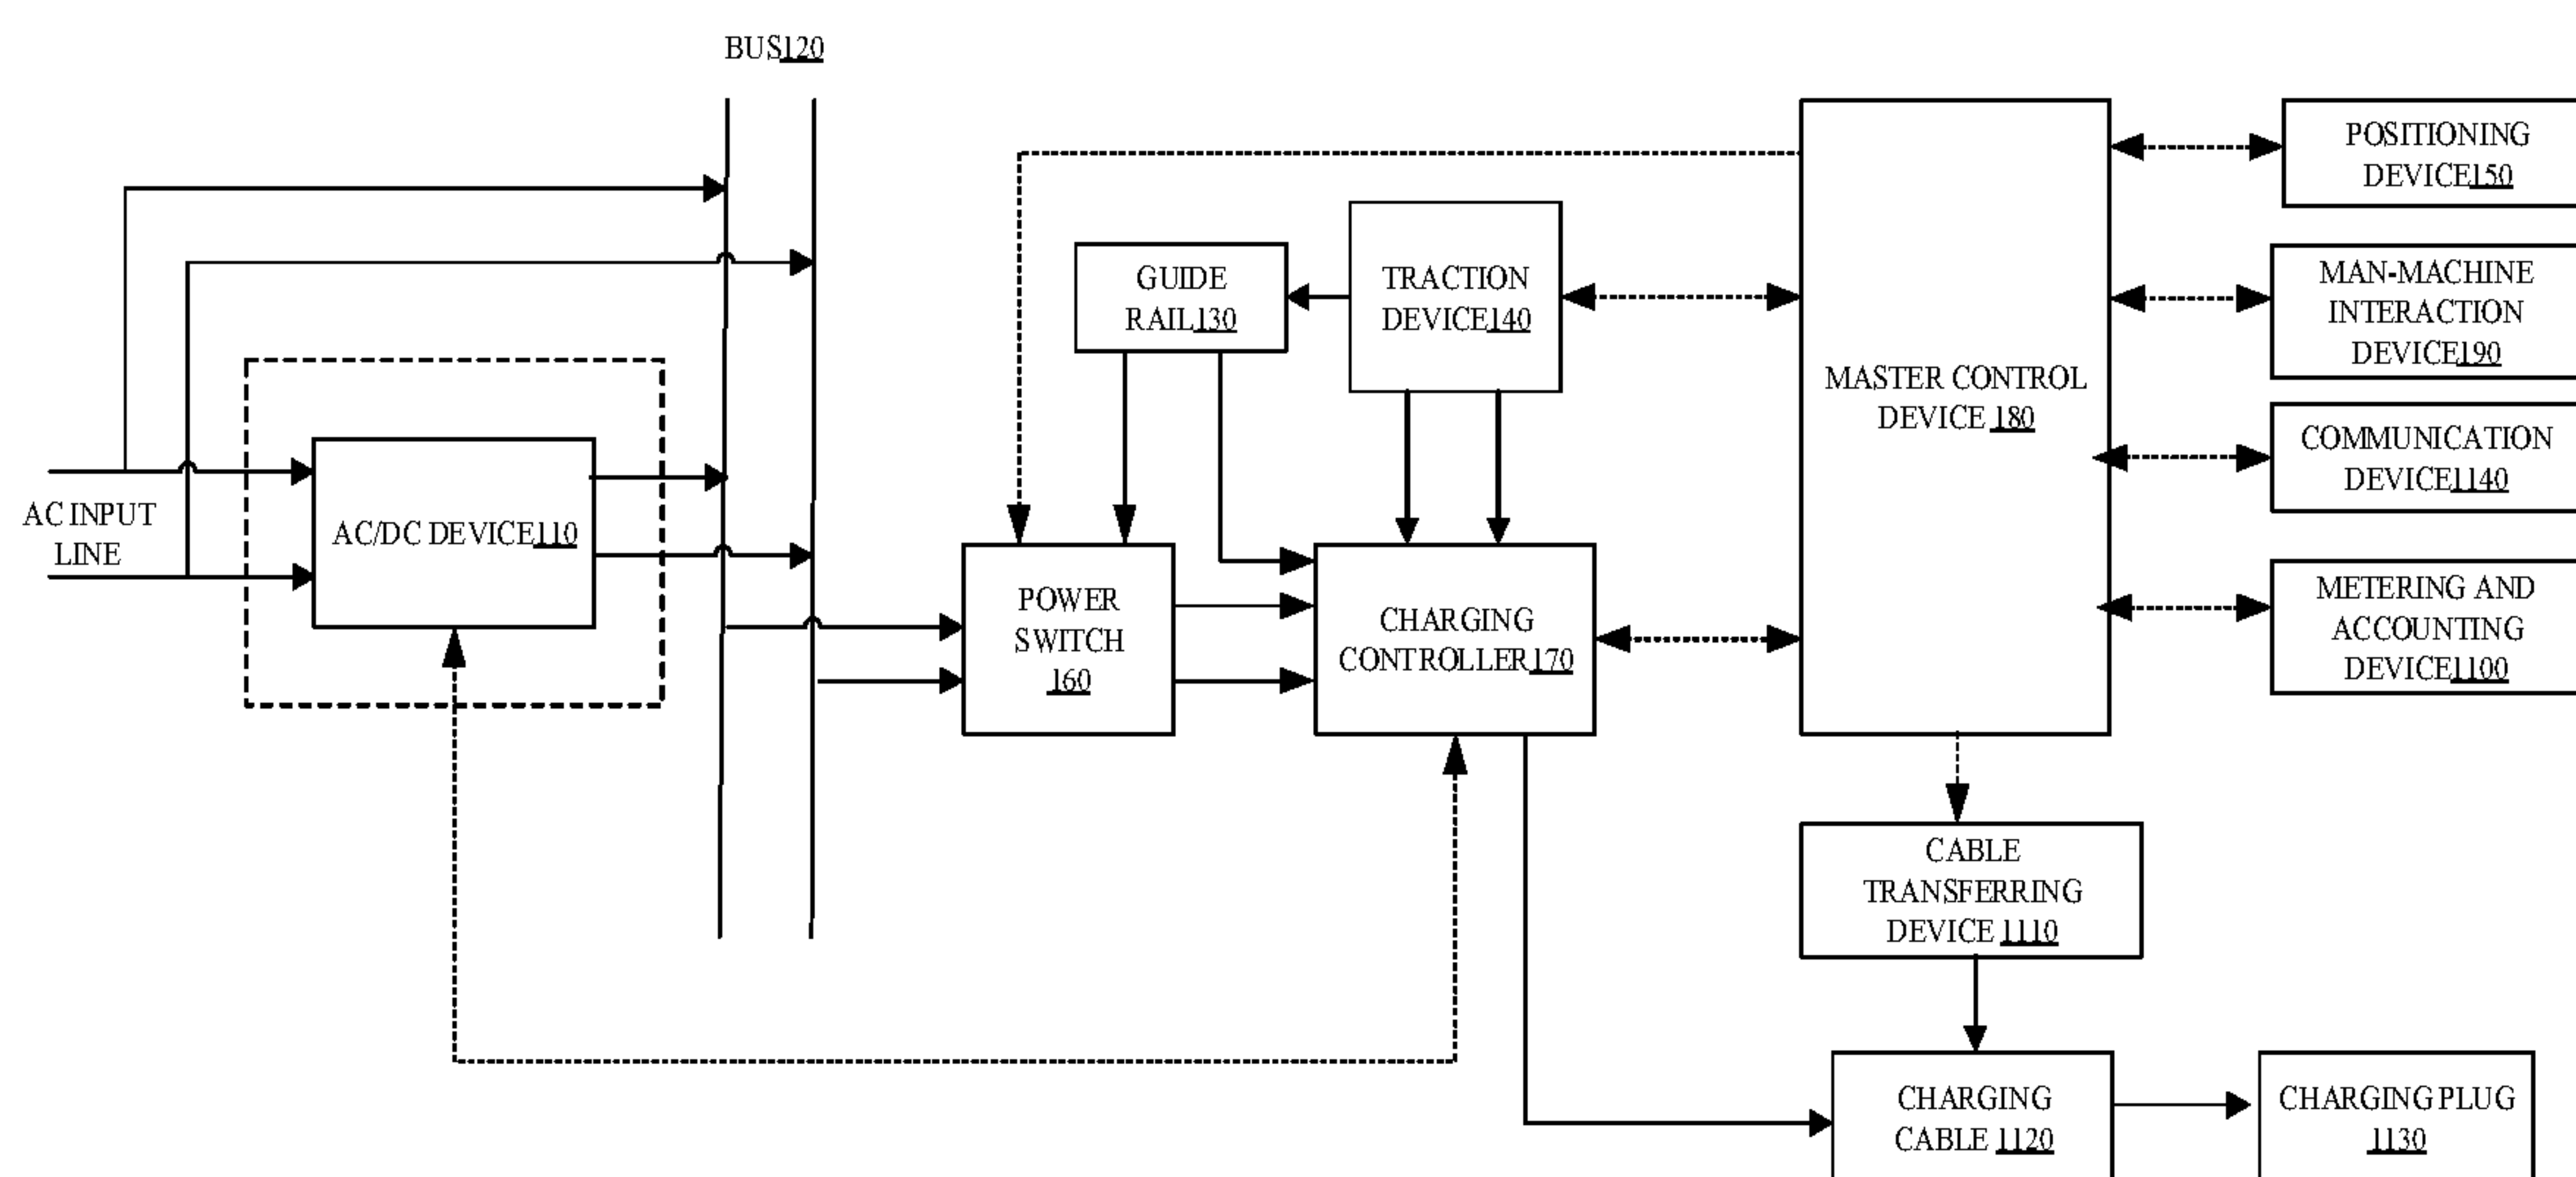 BUS120
AC INPUT
LINE
AC/DC DEVICE110
GUIDE
RAIL130
TRACTION
DEVICE140
POWER
SWITCH
160
CHARGING
CONTROLLER170
MASTER CONTROL
DEVICE 180
POSITIONING
DEVICE150
MAN-MACHINE
INTERACTION
DEVICE190
COMMUNICATION
DEVICE1140
METERING AND
ACCOUNTING
DEVICE1100
CABLE
TRANSFERRING
DEVICE 1110
CHARGING
CABLE 1120
CHARGING PLUG
1130